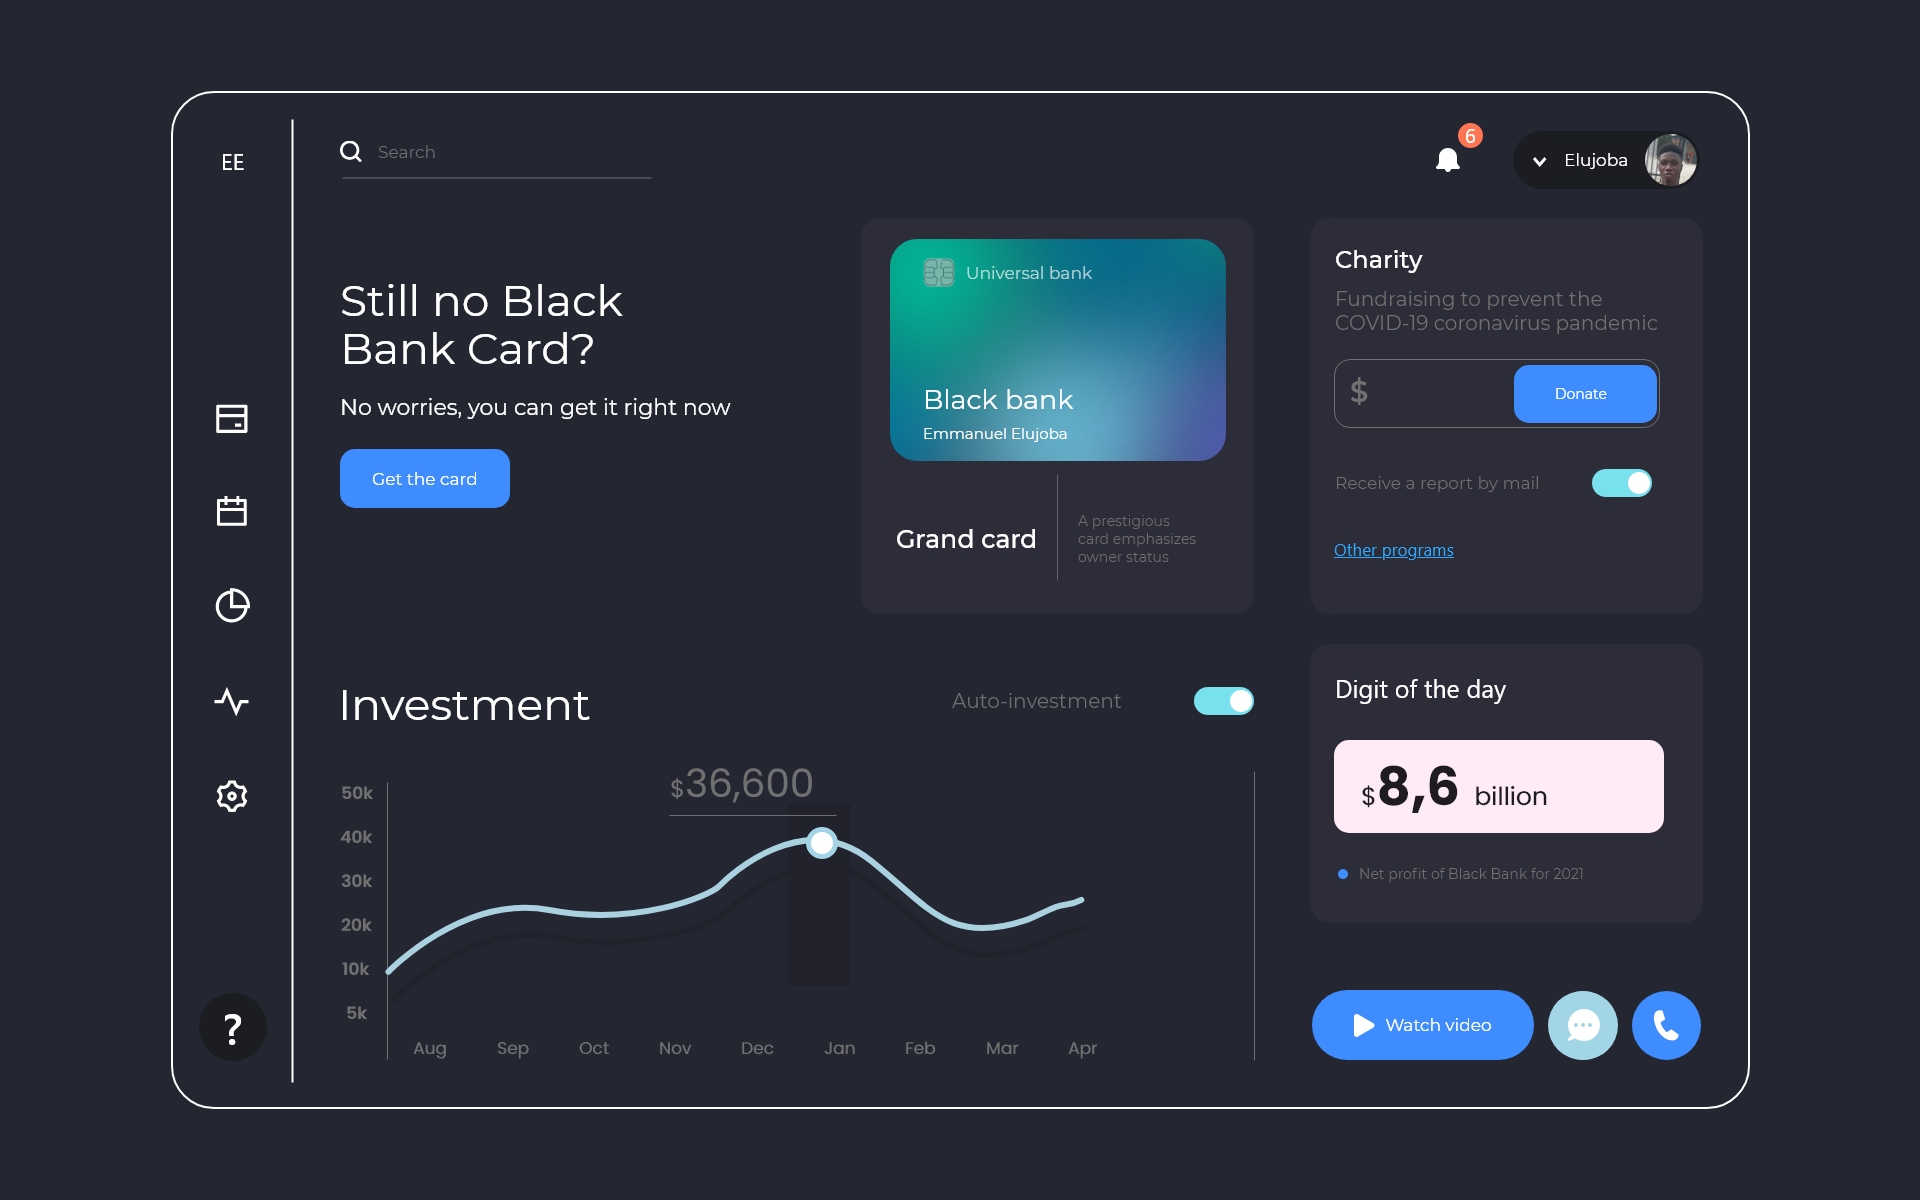 EE
Search
6
Elujoba
Still no Black
Bank Card?
No worries, you can get it right now
Get the card
Universal bank
Black bank
Emmanuel Elujoba
Grand card
A prestigious
card emphasizes
owner status
Charity
Fundraising to prevent the
COVID-19 coronavirus pandemic
$
Donate
Receive a report by mail
Other programs
Investment
Auto-investment
$36,600
50k
40k
30k
20k
10k
5k
Aug Sep Oct Nov Dec Jan Feb Mar Apr
Digit of the day
$8,6 billion
Net profit of Black Bank for 2021
?
Watch video